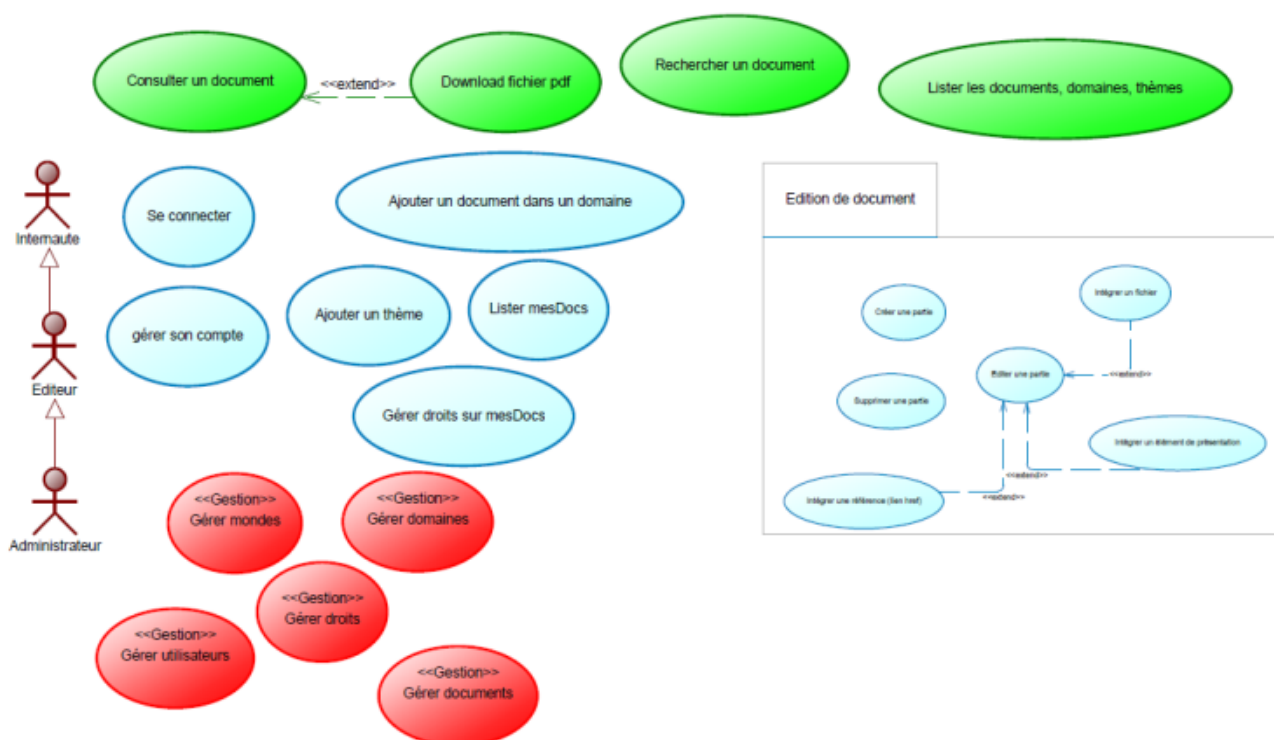 Consulter un document
<<extend>>
Download fichier pdf
Rechercher un document
Lister les documents, domaines, thèmes
Internaute
Se connecter
Ajouter un document dans un domaine
Edition de document
gérer son compte
Ajouter un thème
Lister mesDocs
Editeur
Gérer droits sur mesDocs
Créer une partie
Intégrer un fichier
Editer une partie
<<extend>>
Supprimer une partie
Intégrer un élément de présentation
<<extend>>
Intégrer une référence (lien href)
<<extend>>
Administrateur
<<Gestion>>
Gérer mondes
<<Gestion>>
Gérer domaines
<<Gestion>>
Gérer droits
<<Gestion>>
Gérer utilisateurs
<<Gestion>>
Gérer documents